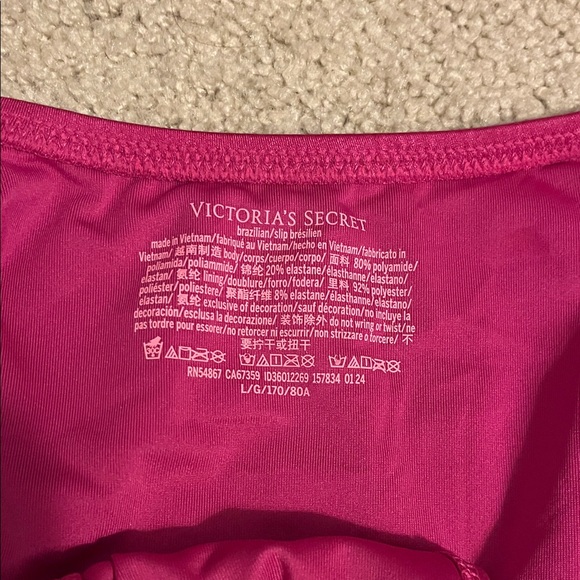 VICTORIA'S SECRET
brazilian/slip brésilien
made in Vietnam/fabriqué au Vietnam/hecho en Vietnam/fabbricato in
Vietnam/越南制造 body/corps/cuerpo/corpo/ 面料 80% polyamide/
poliamida/poliammide/ 锦纶 20% elastane/élasthanne/elastano/
elastan/ 氨纶 lining/doublure/forro/fodera/ 里料 92% polyester/
poliéster/poliestere/ 聚酯纤维 8% elastane/élasthanne/elastano/
elastan/ 氨纶 exclusive of decoration/sauf décoration/no incluye la
decoración/esclusa la decorazione/ 装饰除外 do not wring or twist/ne
pas tordre pour essorer/no retorcer ni escurrir/non strizzare o torcere/ 不
要拧干或扭干
RN54867 CA67359 ID36012269 157834 01 24
L/G/170/80A